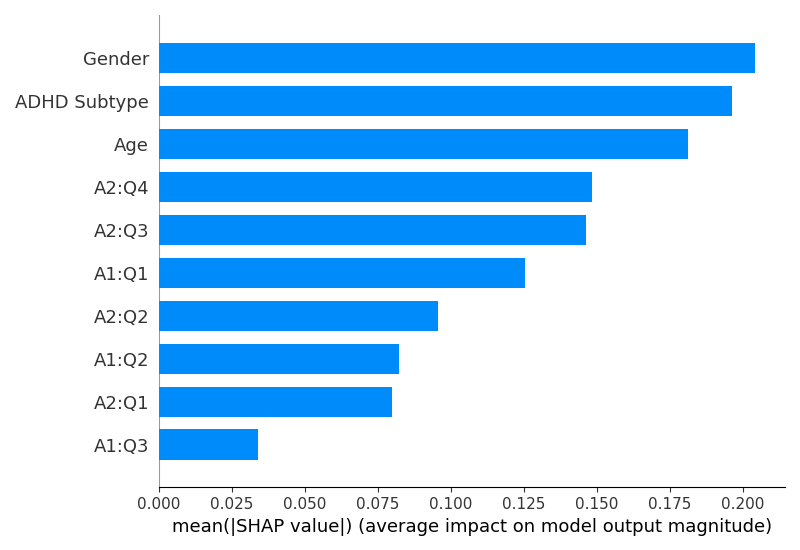 Gender
ADHD Subtype
Age
A2:Q4
A2:Q3
A1:Q1
A2:Q2
A1:Q2
A2:Q1
A1:Q3
0.000 0.025 0.050 0.075 0.100 0.125 0.150 0.175 0.200
mean(|SHAP value|) (average impact on model output magnitude)